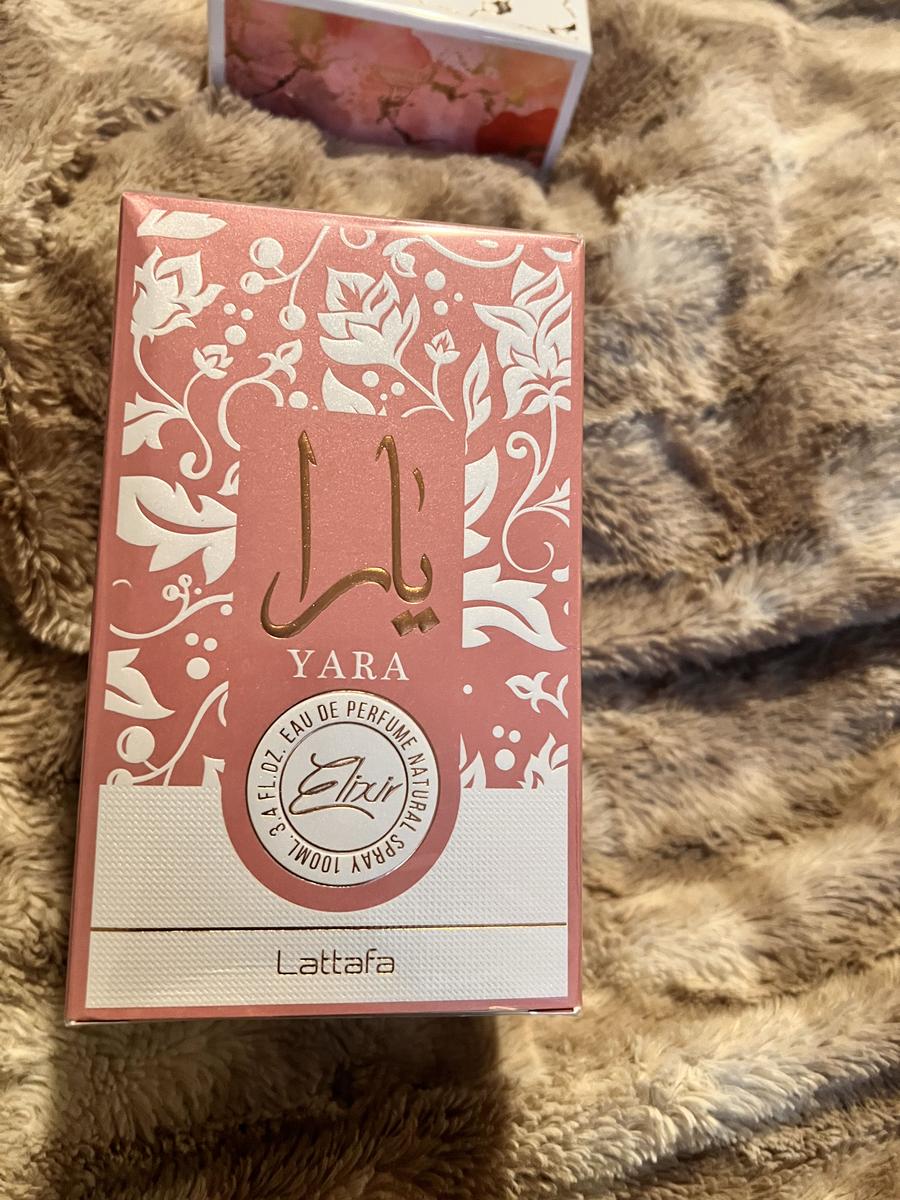 يارا
YARA
3.4 FL.OZ. EAU DE PERFUME NATURAL SPRAY 100ML
Elixir
Lattafa